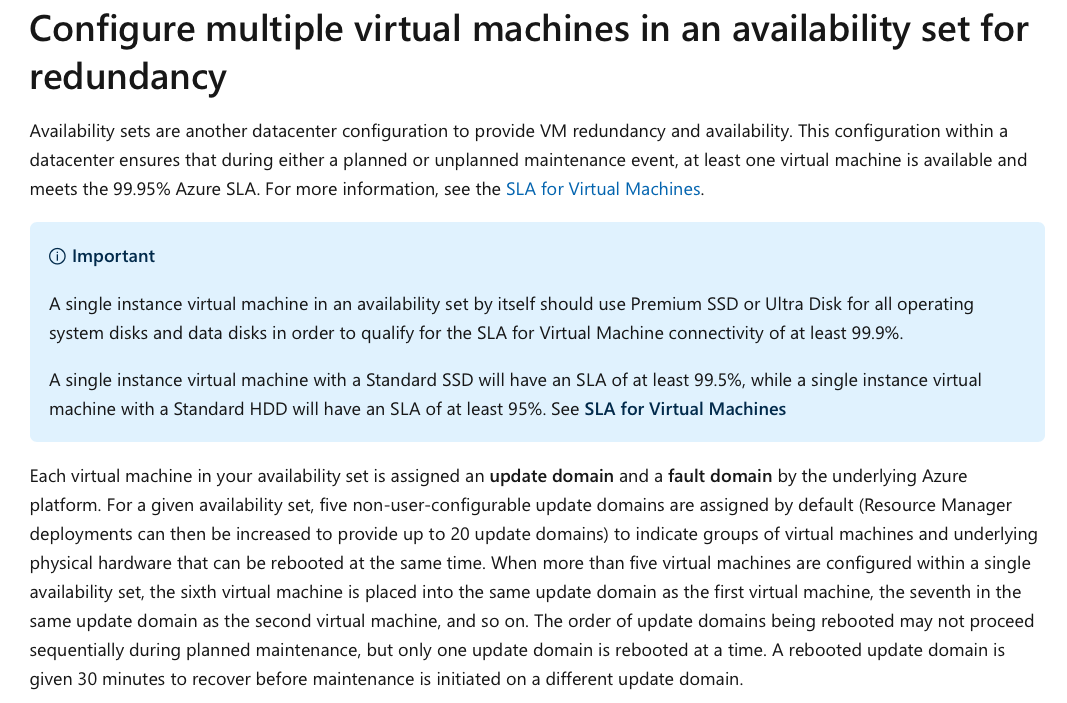 Configure multiple virtual machines in an availability set for
redundancy
Availability sets are another datacenter configuration to provide VM redundancy and availability. This configuration within a
datacenter ensures that during either a planned or unplanned maintenance event, at least one virtual machine is available and
meets the 99.95% Azure SLA. For more information, see the SLA for Virtual Machines.
Important
A single instance virtual machine in an availability set by itself should use Premium SSD or Ultra Disk for all operating
system disks and data disks in order to qualify for the SLA for Virtual Machine connectivity of at least 99.9%.
A single instance virtual machine with a Standard SSD will have an SLA of at least 99.5%, while a single instance virtual
machine with a Standard HDD will have an SLA of at least 95%. See SLA for Virtual Machines
Each virtual machine in your availability set is assigned an update domain and a fault domain by the underlying Azure
platform. For a given availability set, five non-user-configurable update domains are assigned by default (Resource Manager
deployments can then be increased to provide up to 20 update domains) to indicate groups of virtual machines and underlying
physical hardware that can be rebooted at the same time. When more than five virtual machines are configured within a single
availability set, the sixth virtual machine is placed into the same update domain as the first virtual machine, the seventh in the
same update domain as the second virtual machine, and so on. The order of update domains being rebooted may not proceed
sequentially during planned maintenance, but only one update domain is rebooted at a time. A rebooted update domain is
given 30 minutes to recover before maintenance is initiated on a different update domain.